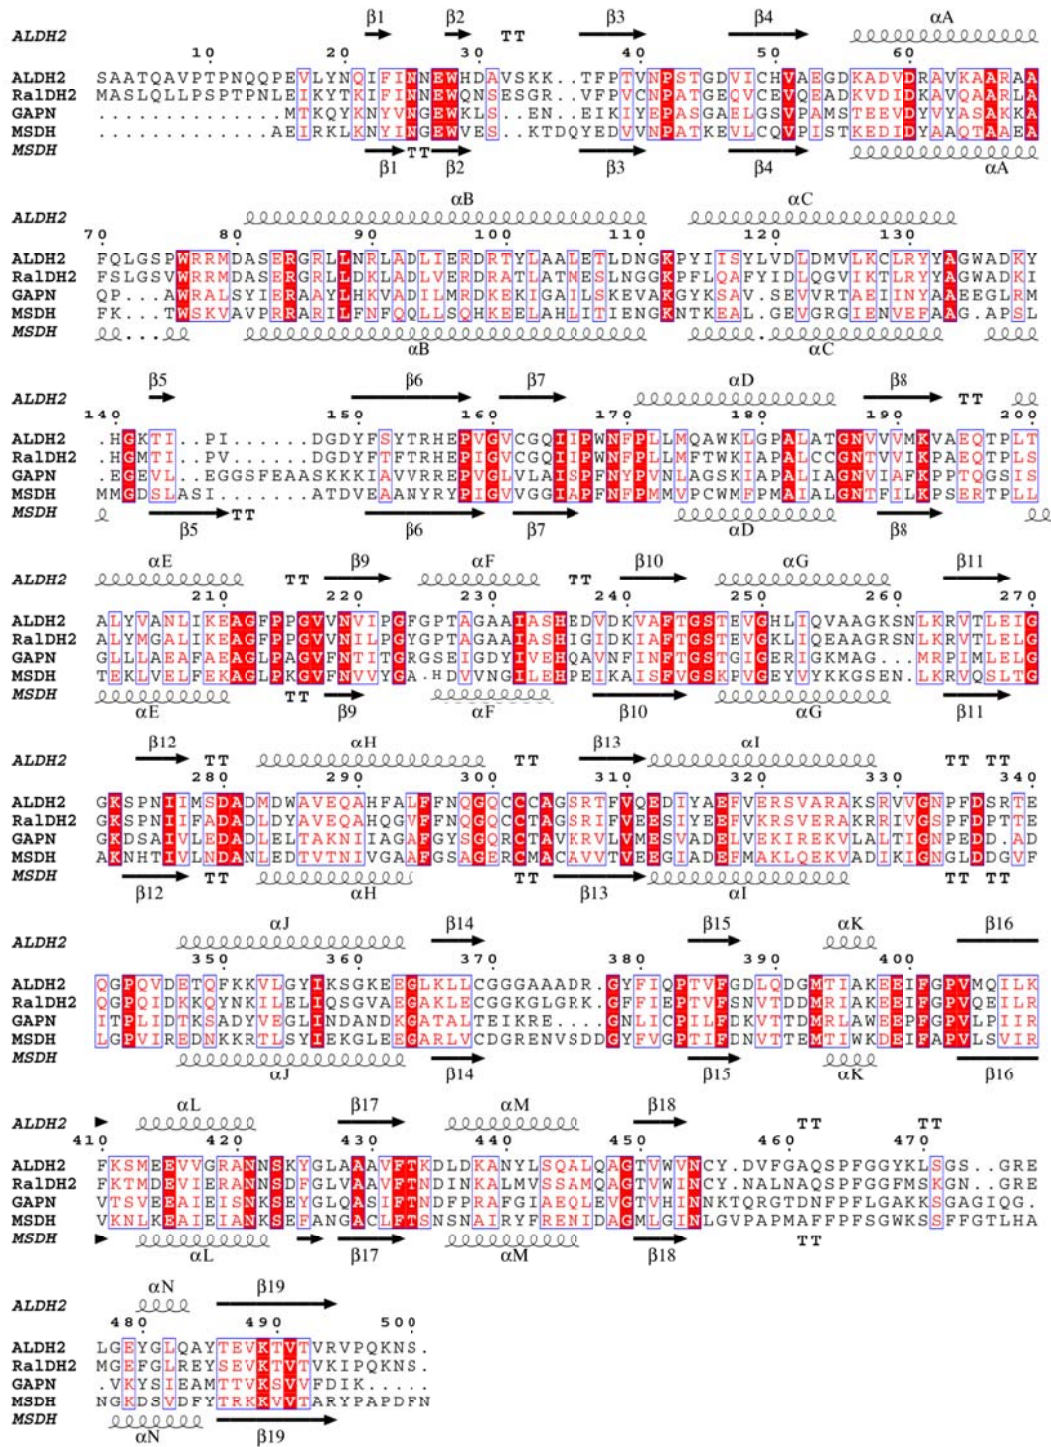 β1 β2 β3 β4 αA
ALDH2 TT
10 20 30 40 50 60
ALDH2 SAATQAVPTPNQQPEVLYNQIFINNEWHDAVSKK..TFPTVNPSTGDVICHVAEGDKADVDRAVKAARAA
RalDH2 MASLQLLPSPTPNLEIKYTKIFINNEWQNSESGR..VFPVCNPATGEQVCEVQEADKVDIDKAVQAARLA
GAPN ..............MTKQYKNYVNGEWKLS..EN..EIKIYEPASGAELGSVPAMSTEEVDYVYASAKKA
MSDH .............AEIRKLKNYINGEWVES..KTDQYEDVVNPATKEVLCQVPISTKEDIDYAAQTAAEA
MSDH TT
β1 β2 β3 β4 αA
αB αC
ALDH2
70 80 90 100 110 120 130
ALDH2 FQLGSPWRRMDASERGRLLNRLADLIERDRTYLAALETLDNGKPYIISYLVDLDMVLKCLRYYAGWADKY
RalDH2 FSLGSVWRRMDASERGRLLDKLADLVERDRATLATMESLNGGKPFLQAFYIDLQGVIKTLRYYAGWADKI
GAPN QP...AWRALSYIERAAYLHKVADILMRDKEKIGAILSKEVAKGYKSAV.SEVVRTAEIINYAAEEGLRM
MSDH FK...TWSKVAVPRRARILFNFQQLLSQHKEELAHLITIENGKNTKEAL.GEVGRGIENVEFAAG.APSL
MSDH
αB αC
β5 β6 β7 αD β8
ALDH2 TT
140 150 160 170 180 190 200
ALDH2 .HGKTI..PI......DGDYFSYTRHEPVGVCGQIIPWNFPLLMQAWKLGPALATGNVVVMKVAEQTPLT
RalDH2 .HGMTI..PV......DGDYFTFTRHEPIGVCGQIIPWNFPLLMFTWKIAPALCCGNTVVIKPAEQTPLS
GAPN EGEVL..EGGSFEAASKKKIAVVRREPVGLVLAISPFNYPVNLAGSKIAPALIAGNVIAFKPPTQGSIS
MSDH MMGDSLASI......ATDVEAANYRYPIGVVGGIAPFNFPMMVPCWMFPMAIALGNTFILKPSERTPLL
MSDH TT
β5 β6 β7 αD β8
αE β9 αF β10 αG β11
ALDH2 TT TT
210 220 230 240 250 260 270
ALDH2 ALYVANLIKEAGFPPGVVNVIPGFGPTAGAAIASHEDVDKVAFTGSTEVGHLIQVAAGKSNLKRVTLEIG
RalDH2 ALYMGALIKEAGFPPGVVNILPGYGPTAGAAIASHIGIDKIAFTGSTEVGKLIQEAAGRSNLKRVTLELG
GAPN GLLLAEAFAEAGLPAGVFNTITGRGSEIGDYIVEHQAVNFINFTGSTGIGERIGKMAG...MRPIMLELG
MSDH TEKLVELFEKAGLPKGVFNVVYGA.HDVVNGILEHPEIKAISFVGSKPVGEYVYKKGSEN.LKRVQSLTG
MSDH TT
αE β9 αF β10 αG β11
β12 αH β13 αI
ALDH2 TT TT TT TT
280 290 300 310 320 330 340
ALDH2 GKSPNIIMSDADMDWAVEQAHFALFFNQGQCCCAGSRTFVQEDIYAEFVERSVARAKSRVVGNPFDSRTE
RalDH2 GKSPNIIFADADLDYAVEQAHQGVFFNQGQCCTAGSRIFVEESIYEEFVKRSVERAKRRIVGSPFDPTTE
GAPN GKDSAIVLEDADLELTAKNIIAGAFGYSGQRCTAVKRVLVMESVADELVEKIREKVLALTIGNPEDD.AD
MSDH AKNHTIVLNDANLEDTVTNIVGAAFGSAGERCMACAVVTVEEGIADEFMAKLQEKVADIKIGNGLDDGVF
MSDH TT TT TT TT
β12 αH β13 αI
αJ β14 β15 αK β16
ALDH2
350 360 370 380 390 400
ALDH2 QGPQVDETQFKKVLGYIKSGKEEGLKLLCGGGAAADR.GYFIQPTVFGDLQDGMTIAKEEIFGPVMQILK
RalDH2 QGPQIDKKQYNKILELIQSGVAEGAKLECGGKGLGRK.GFFIEPTVFSNVTDDMRIAKEEIFGPVQEILR
GAPN ITPLIDTKSADYVEGLINDANDKGATALTEIKRE....GNLICPILFDKVTTDMRLAWEEPFGPVLPIIR
MSDH LGPVIREDNKKRTLSYIEKGLEEGARLVCDGRENVSDDGYFVGPTIFDNVTTEMTIWKDEIFAPVLSVIR
MSDH
αJ β14 β15 αK β16
αL β17 αM β18
ALDH2 TT TT
410 420 430 440 450 460 470
ALDH2 FKSMEEVVGRANNSKYGLAAAVFTKDLDKANYLSQALQAGTVWVNCY.DVFGAQSPFGGYKLSGS..GRE
RalDH2 FKTMDEVIERANNSDFGLVAAVFTNDINKALMVSSAMQAGTVWINCY.NALNAQSPFGGFKMSGN..GRE
GAPN VTSVEEAIEISNKSEYGLQASIFTNDFPRAFGIAEQLEVGTVHINNKTQRGTDNFPFLGAKKSGAGIQG.
MSDH VKNLKEAIEIANKSEFANGACLFTSNSNAIRYFRENIDAGMLGINLGVPAPMAFFPFSGWKSSFFGTLHA
MSDH TT
αL β17 αM β18
αN β19
ALDH2
480 490 500
ALDH2 LGEYGLQAYTEVKTVTVRVPQKNS.
RalDH2 MGEFGLREYSEVKTVTVKIPQKNS.
GAPN .VKYSIEAMTTVKSVVFDIK.....
MSDH NGKDSVDFYTRKKVVTARYPAPDFN
MSDH
αN β19